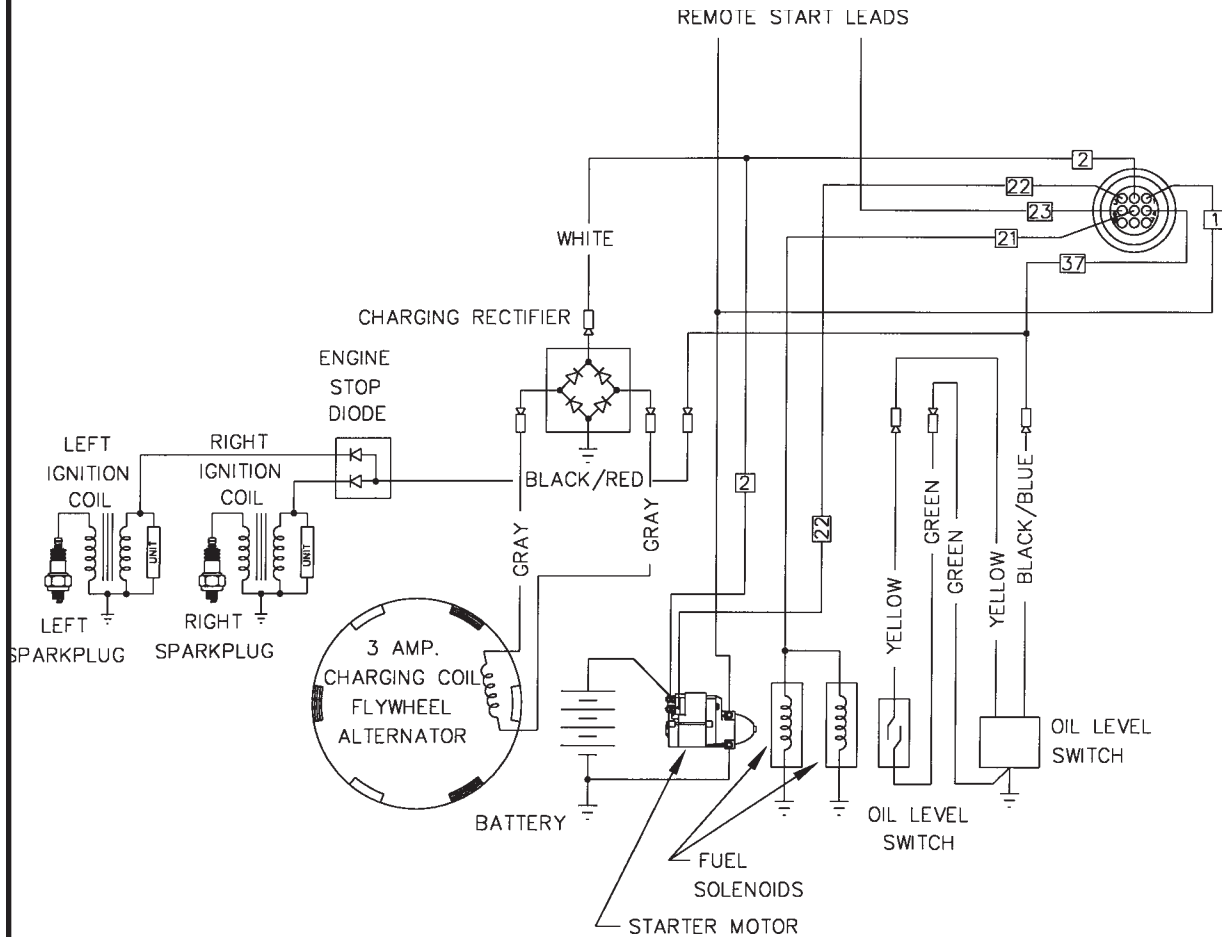 REMOTE START LEADS
2
22
23
1
21
WHITE
37
CHARGING RECTIFIER
ENGINE
STOP
DIODE
LEFT
IGNITION
COIL
RIGHT
IGNITION
COIL
BLACK/RED
2
GRAY
GRAY
22
GREEN
GREEN
BLACK/BLUE
YELLOW
YELLOW
UNIT
UNIT
LEFT
SPARKPLUG
RIGHT
SPARKPLUG
3 AMP.
CHARGING COIL
FLYWHEEL
ALTERNATOR
OIL LEVEL
SWITCH
BATTERY
OIL LEVEL
SWITCH
FUEL
SOLENOIDS
STARTER MOTOR